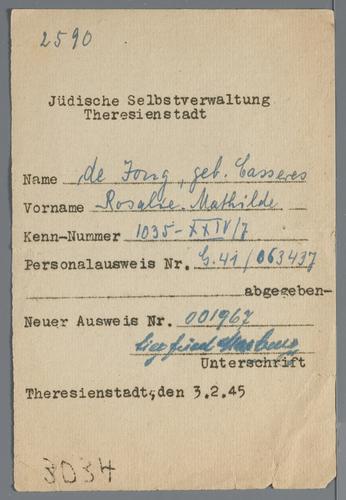 2590
Jüdische Selbstverwaltung
Theresienstadt
Name de Jong, geb. Casseres
Vorname Rosalie Mathilde
Kenn-Nummer 1035-XXIV/7
Personalausweis Nr. G.41/063437
abgegeben-
Neuer Ausweis Nr. 001967
Siegfried
Unterschrift
Theresienstadt, den 3.2.45
3034